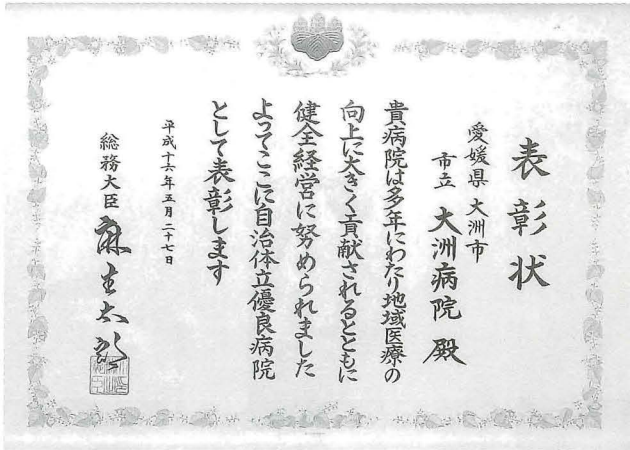 表彰状
愛媛県 大洲市
市立 大洲病院 殿
貴病院は多年にわたり地域医療の
向上に大きく貢献されるとともに
健全経営に努められました
よってここに自治体立優良病院
として表彰します
平成十六年五月二十七日
総務大臣 麻生太郎